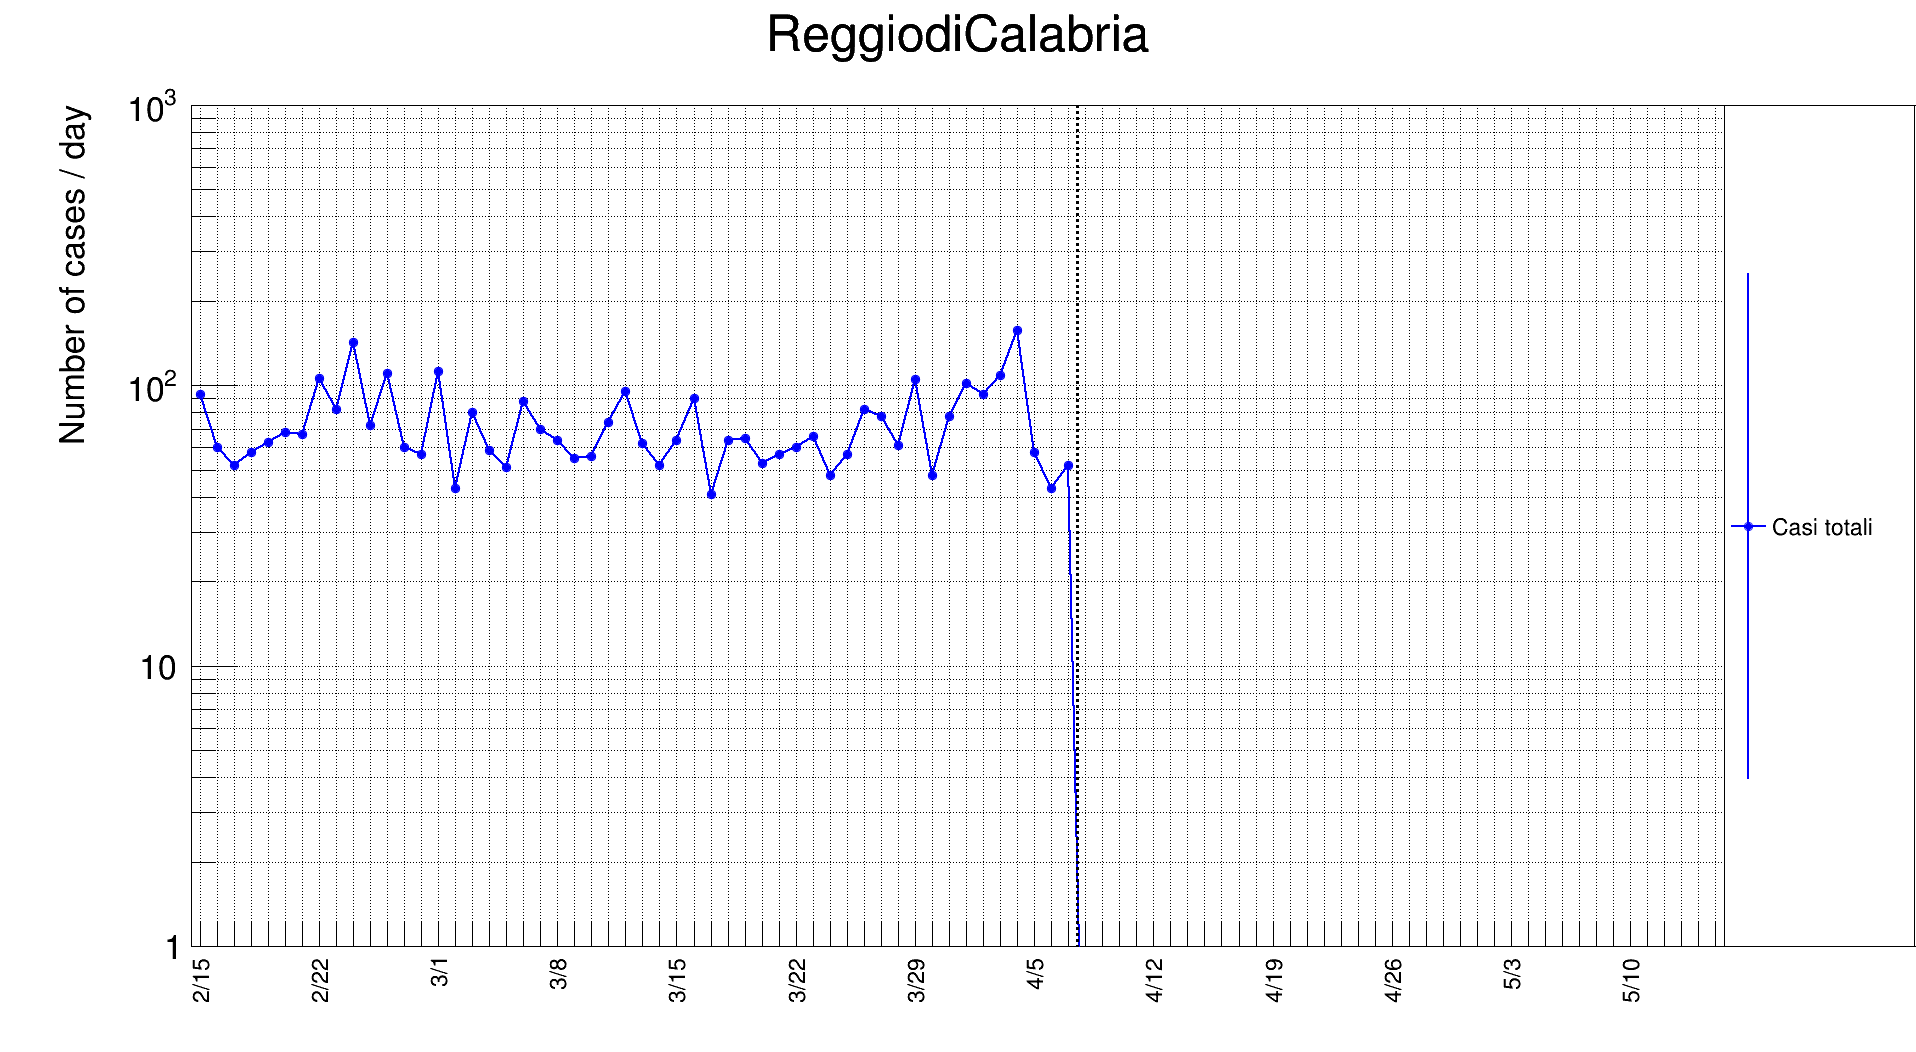 ReggiodiCalabria
Number of cases / day
10³
10²
10
1
2/15 2/22 3/1 3/8 3/15 3/22 3/29 4/5 4/12 4/19 4/26 5/3 5/10
Casi totali